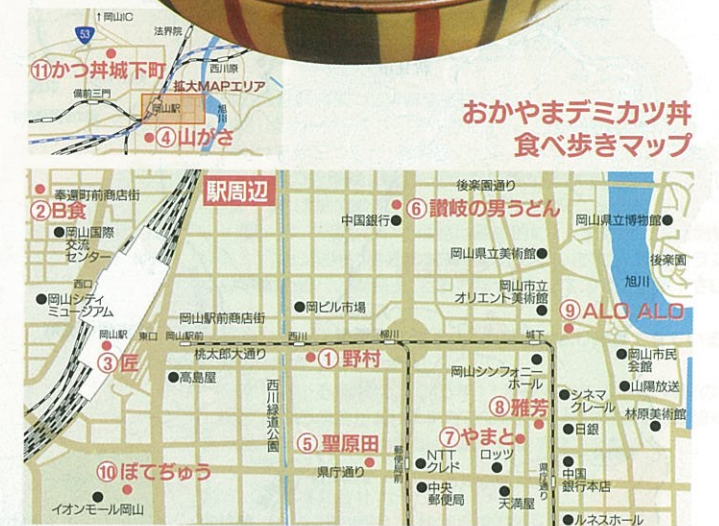 ↑岡山IC
53
法界院
⑪かつ丼城下町
西川原
備前三門
拡大MAPエリア
岡山駅
旭川
④山がさ
おかやまデミカツ丼
食べ歩きマップ
駅周辺
後楽園通り
奉還町前商店街
②B食
岡山国際
交流
センター
中国銀行
⑥讃岐の男うどん
岡山県立博物館
岡山県立美術館
後楽園
旭川
西口
岡山シティ
ミュージアム
岡山市立
オリエント美術館
岡ビル市場
⑨ALO ALO
岡山駅前商店街
岡山駅
東口
岡山駅前
西川
柳川
城下
③匠
桃太郎大通り
①野村
岡山シンフォニー
ホール
岡山市民
会館
高島屋
西川緑道公園
山陽放送
シネマ
クレール
⑧雅芳
林原美術館
⑤聖原田
⑦やまと
日銀
県庁通り
郵便局前
NTT
クレド
ロッツ
県庁通り
⑩ぼてぢゅう
中国
銀行本店
イオンモール岡山
中央
郵便局
天満屋
ルネスホール